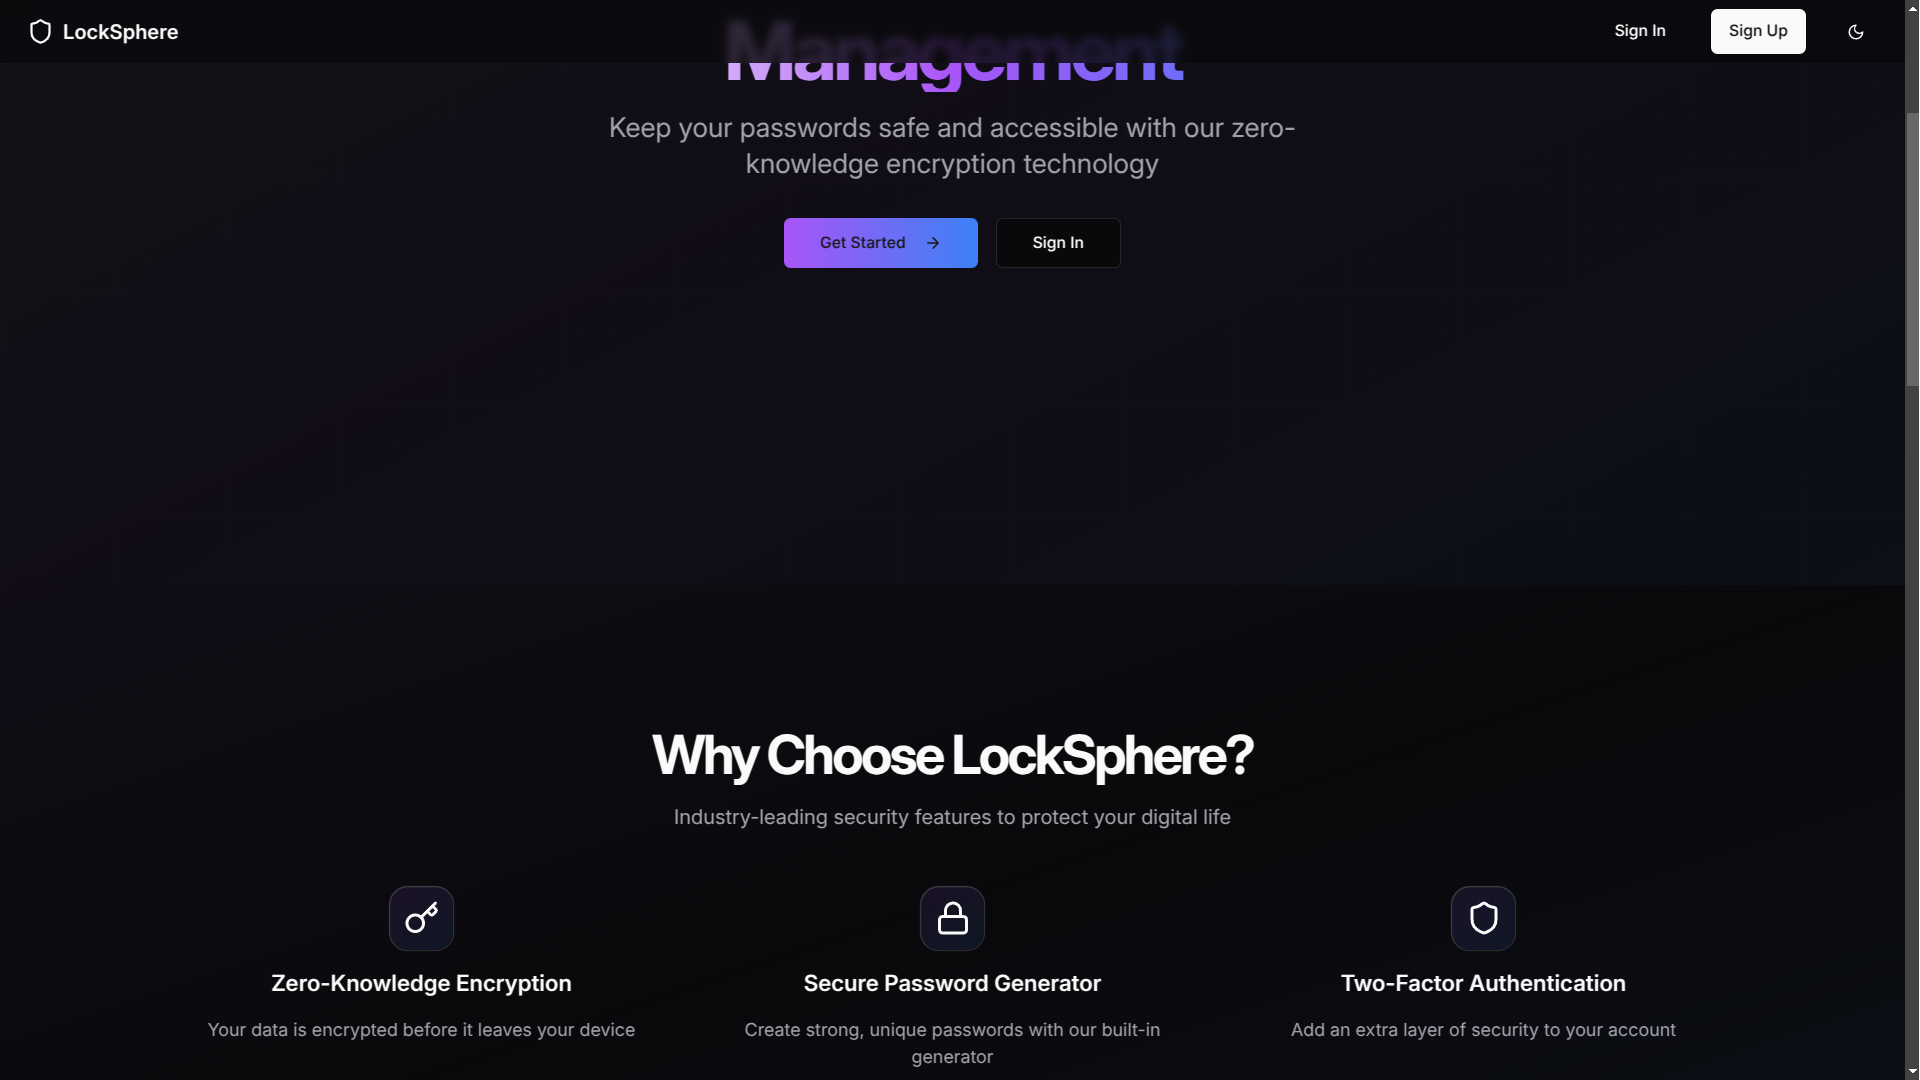 LockSphere
Sign In
Sign Up
Management
Keep your passwords safe and accessible with our zero-
knowledge encryption technology
Get Started
Sign In
Why Choose LockSphere?
Industry-leading security features to protect your digital life
Zero-Knowledge Encryption
Your data is encrypted before it leaves your device
Secure Password Generator
Create strong, unique passwords with our built-in
generator
Two-Factor Authentication
Add an extra layer of security to your account